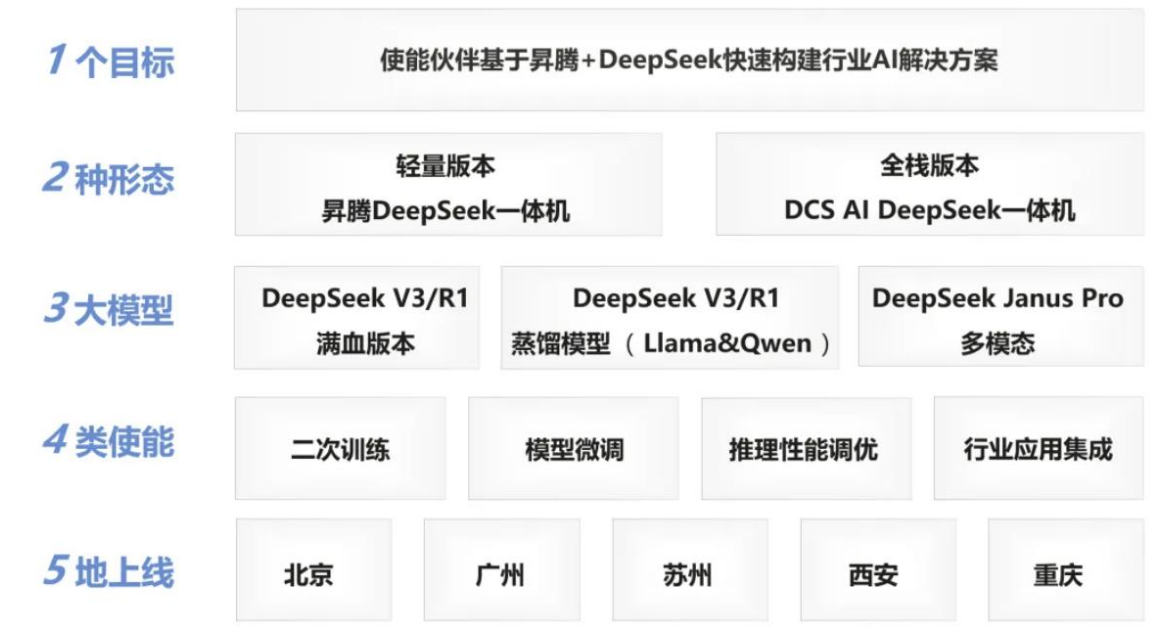 1 个目标
使能伙伴基于昇腾+DeepSeek快速构建行业AI解决方案
2 种形态
轻量版本
昇腾DeepSeek一体机
全栈版本
DCS AI DeepSeek一体机
3 大模型
DeepSeek V3/R1
满血版本
DeepSeek V3/R1
蒸馏模型（ Llama&Qwen ）
DeepSeek Janus Pro
多模态
4 类使能
二次训练
模型微调
推理性能调优
行业应用集成
5 地上线
北京
广州
苏州
西安
重庆